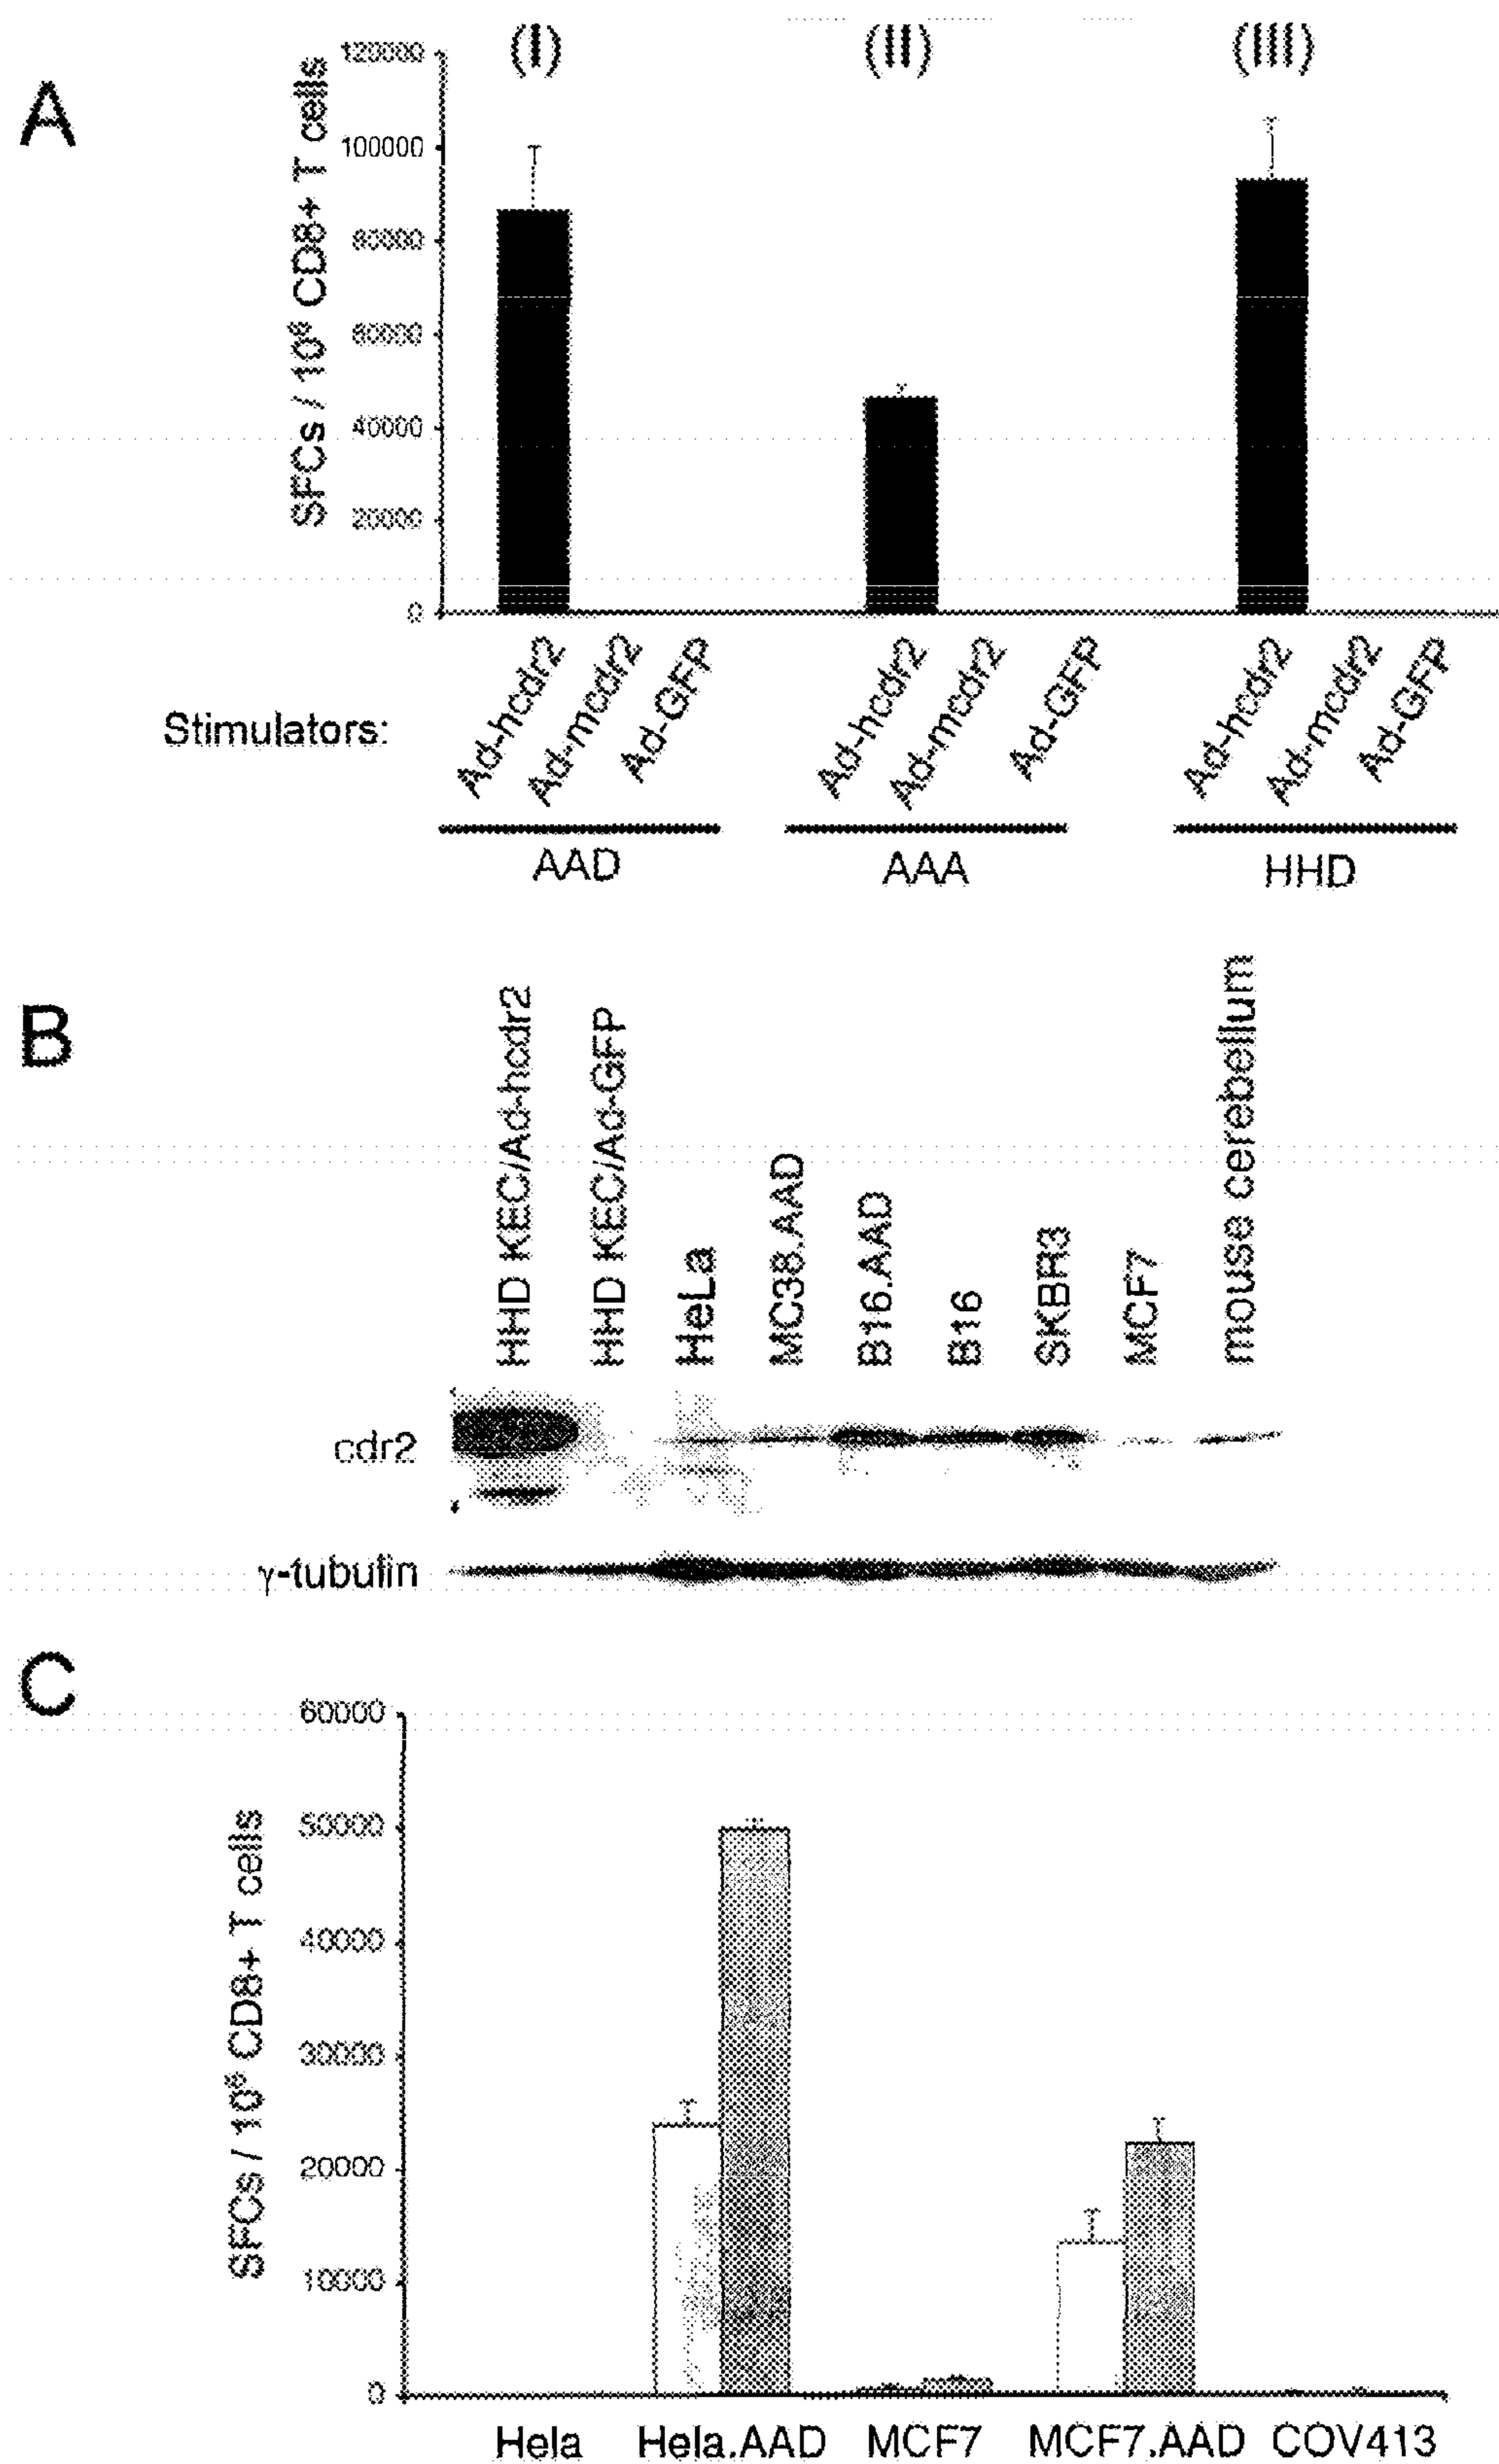 A
(I) (II) (III)
SFCs / 10⁶ CD8+ T cells
120000
100000
80000
60000
40000
20000
0
Stimulators:
Ad-hcdr2 Ad-mcdr2 Ad-GFP Ad-hcdr2 Ad-mcdr2 Ad-GFP Ad-hcdr2 Ad-mcdr2 Ad-GFP
AAD AAA HHD
B
HHD KEC/Ad-hcdr2
HHD KEC/Ad-GFP
HeLa
MC38.AAD
B16.AAD
B16
SKBR3
MCF7
mouse cerebellum
cdr2
γ-tubulin
C
SFCs / 10⁶ CD8+ T cells
60000
50000
40000
30000
20000
10000
0
Hela Hela.AAD MCF7 MCF7.AAD COV413